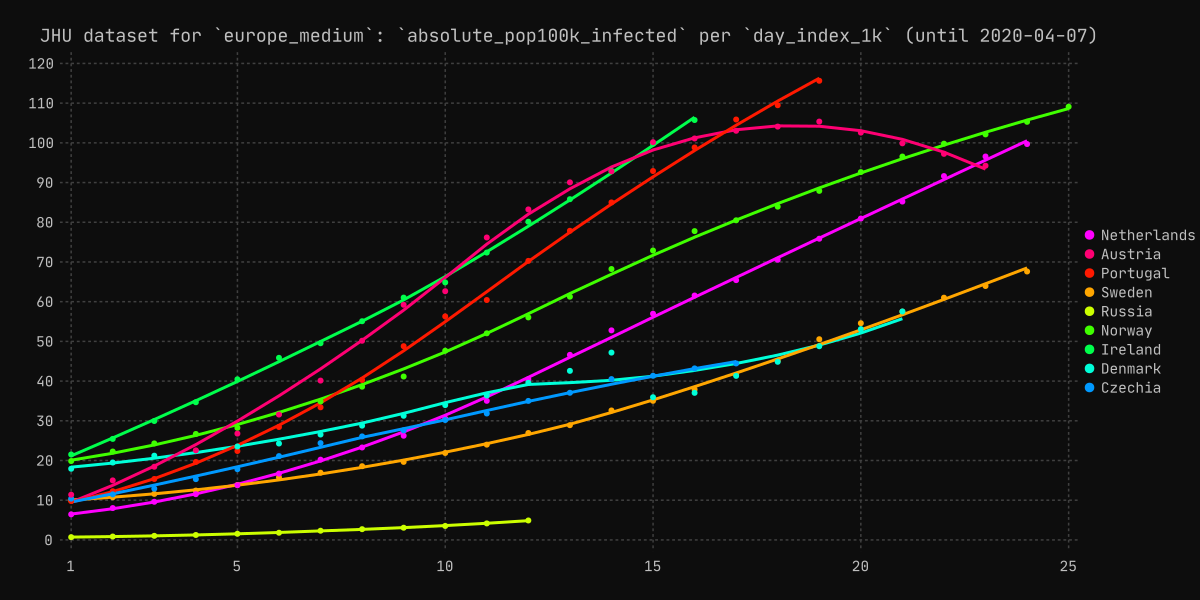 JHU dataset for `europe_medium`: `absolute_pop100k_infected` per `day_index_1k` (until 2020-04-07)
120
110
100
90
80
70
60
50
40
30
20
10
0
1 5 10 15 20 25
Netherlands
Austria
Portugal
Sweden
Russia
Norway
Ireland
Denmark
Czechia